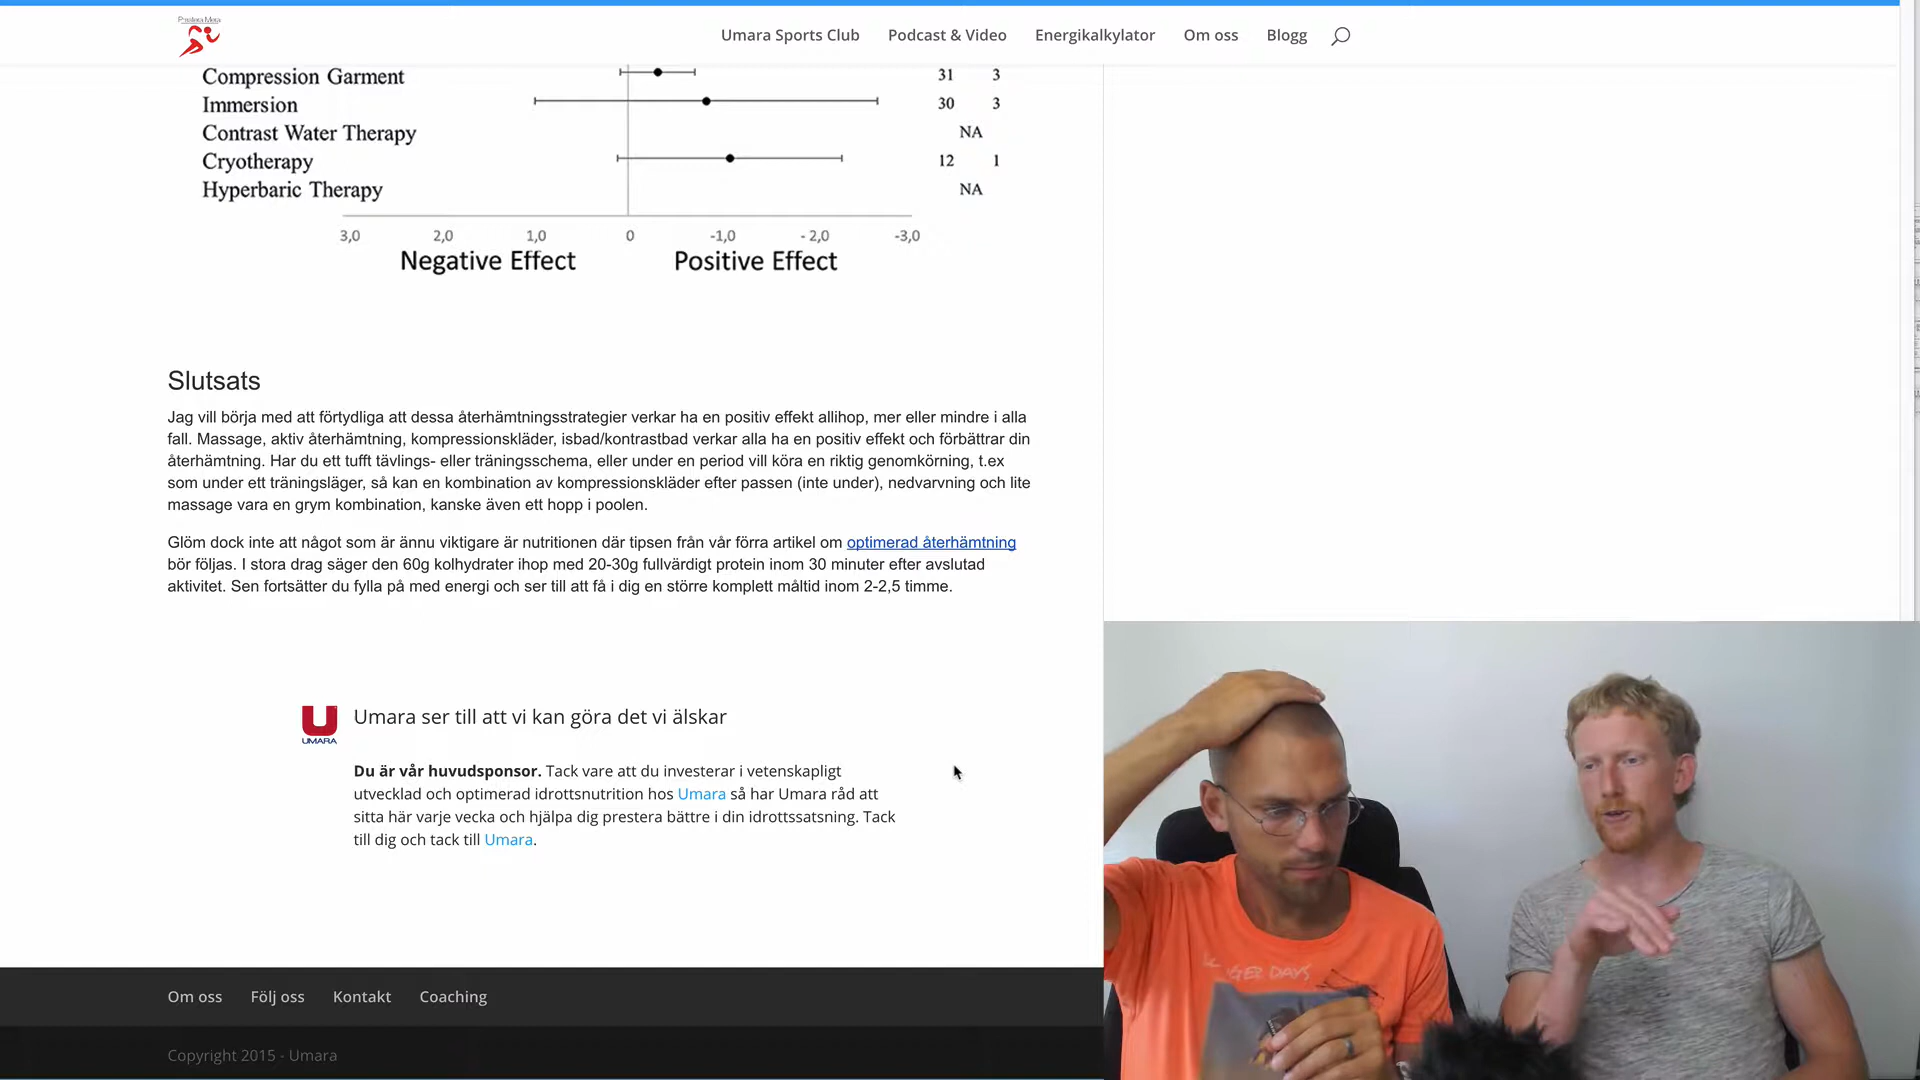 Prestera Mera
Umara Sports Club Podcast & Video Energikalkylator Om oss Blogg
Compression Garment 31 3
Immersion 30 3
Contrast Water Therapy NA
Cryotherapy 12 1
Hyperbaric Therapy NA
3,0 2,0 1,0 0 -1,0 - 2,0 -3,0
Negative Effect Positive Effect
Slutsats
Jag vill börja med att förtydliga att dessa återhämtningsstrategier verkar ha en positiv effekt allihop, mer eller mindre i alla
fall. Massage, aktiv återhämtning, kompressionskläder, isbad/kontrastbad verkar alla ha en positiv effekt och förbättrar din
återhämtning. Har du ett tufft tävlings- eller träningsschema, eller under en period vill köra en riktig genomkörning, t.ex
som under ett träningsläger, så kan en kombination av kompressionskläder efter passen (inte under), nedvarvning och lite
massage vara en grym kombination, kanske även ett hopp i poolen.
Glöm dock inte att något som är ännu viktigare är nutritionen där tipsen från vår förra artikel om optimerad återhämtning
bör följas. I stora drag säger den 60g kolhydrater ihop med 20-30g fullvärdigt protein inom 30 minuter efter avslutad
aktivitet. Sen fortsätter du fylla på med energi och ser till att få i dig en större komplett måltid inom 2-2,5 timme.
UMARA
Umara ser till att vi kan göra det vi älskar
Du är vår huvudsponsor. Tack vare att du investerar i vetenskapligt
utvecklad och optimerad idrottsnutrition hos Umara så har Umara råd att
sitta här varje vecka och hjälpa dig prestera bättre i din idrottssatsning. Tack
till dig och tack till Umara.
Om oss Följ oss Kontakt Coaching
Copyright 2015 - Umara
DAYS